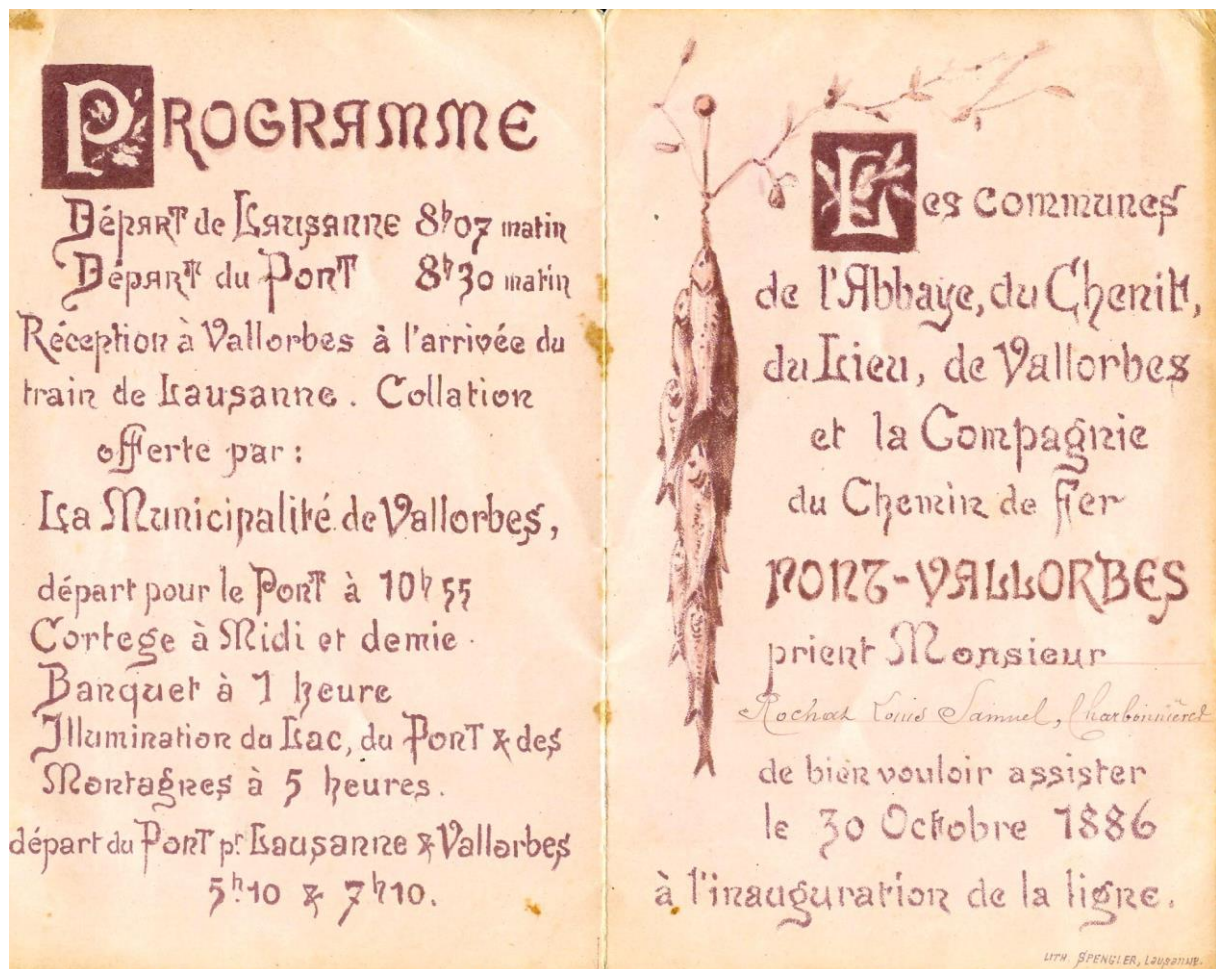 PROGRAMME
Départ de Lausanne 8h07 matin
Départ du Pont 8h30 matin
Réception à Vallorbes à l'arrivée du
train de Lausanne. Collation
offerte par:
La Municipalité de Vallorbes,
départ pour le Pont à 10h55
Cortege à Midi et demie.
Banquet à 1 heure
Illumination du Lac, du Pont & des
Montagnes à 5 heures.
départ du Pont pr Lausanne & Vallorbes
5h10 & 7h10.
Les communes
de l'Abbaye, du Chenit,
du Lieu, de Vallorbes
et la Compagnie
du Chemin de Fer
PONT-VALLORBES
prient Monsieur
Rochat Louis Samuel, Charbonnières
de bien vouloir assister
le 30 Octobre 1886
à l'inauguration de la ligne.
LITH. SPENGLER, LAUSANNE.